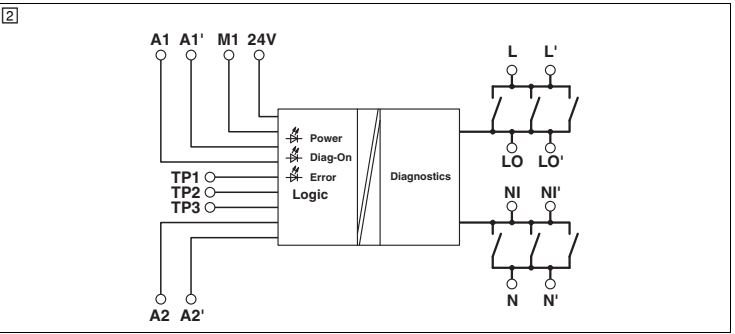 2
A1 A1' M1 24V
L L'
Power
Diag-On
Error
Logic
Diagnostics
TP1
TP2
TP3
LO LO'
NI NI'
N N'
A2 A2'